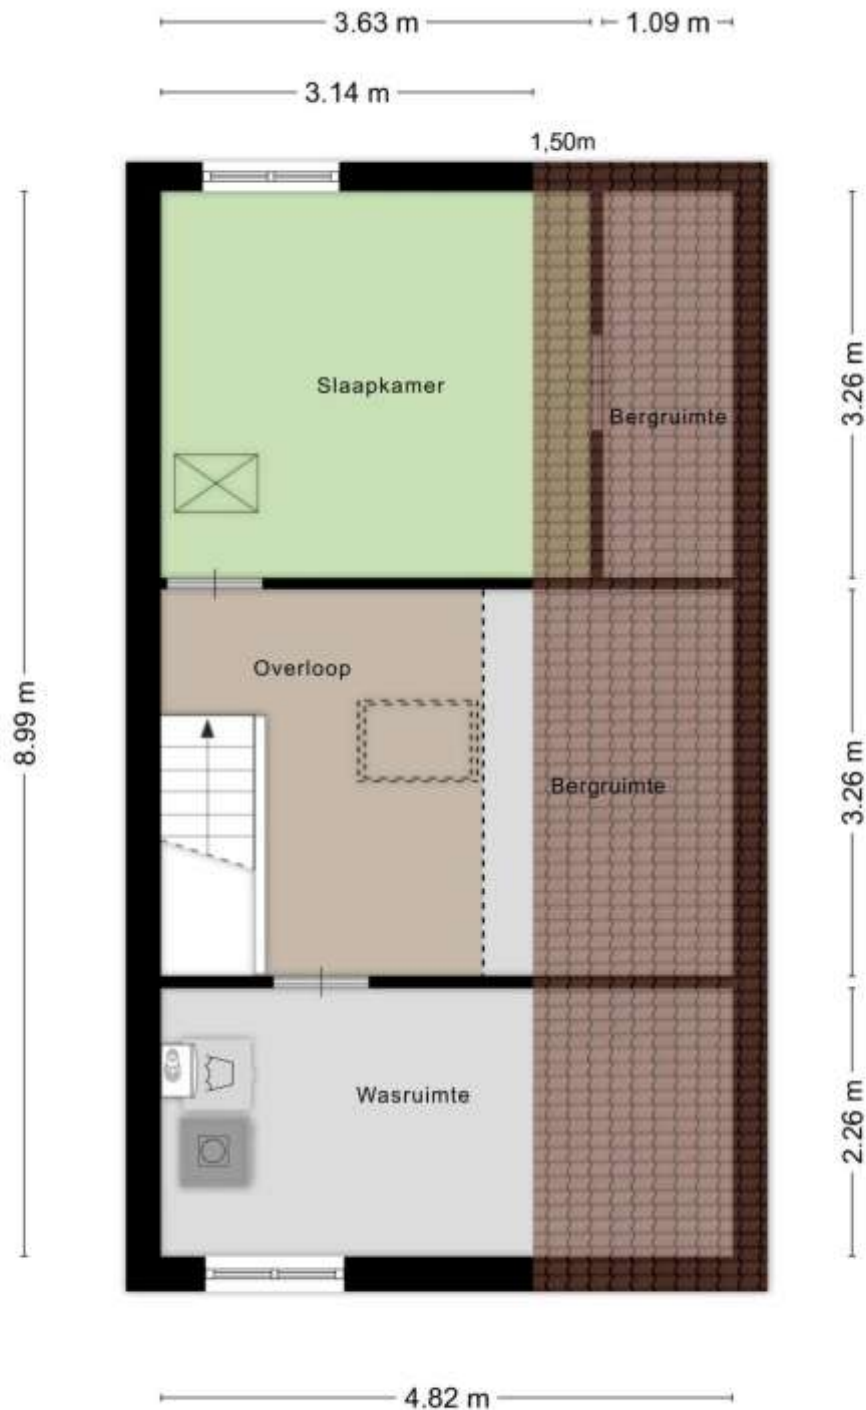 3.63 m
1.09 m
3.14 m
1,50m
Slaapkamer
3.26 m
Bergruimte
Overloop
8.99 m
3.26 m
Bergruimte
Wasruimte
2.26 m
4.82 m